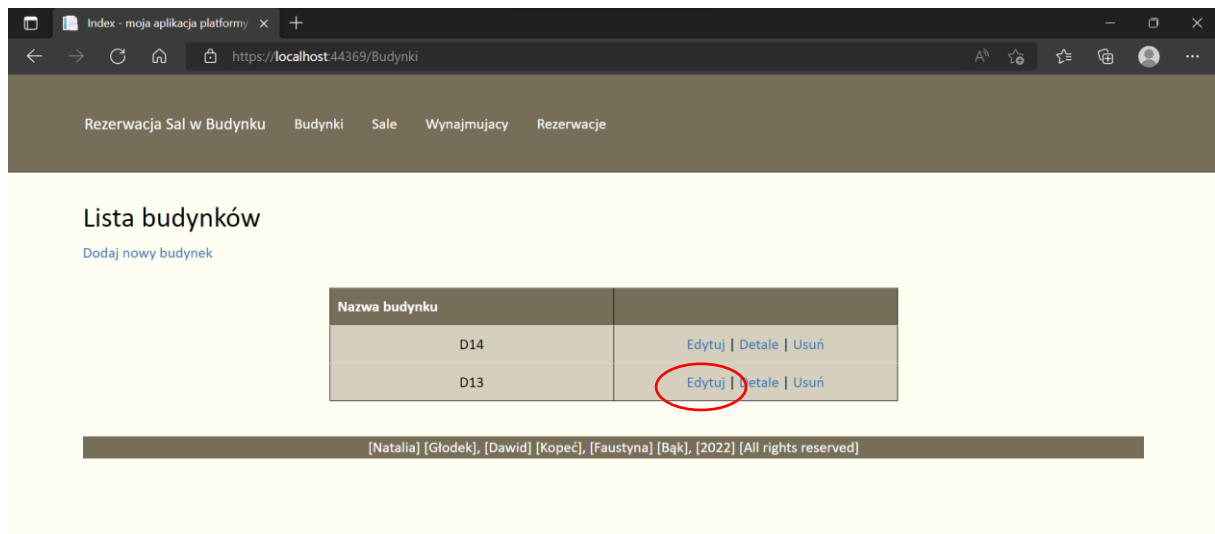 Index - moja aplikacja platformy
https://localhost:44369/Budynki
Rezerwacja Sal w Budynku Budynki Sale Wynajmujacy Rezerwacje
Lista budynków
Dodaj nowy budynek
Nazwa budynku
D14 Edytuj | Detale | Usuń
D13 Edytuj | Detale | Usuń
[Natalia] [Głodek], [Dawid] [Kopeć], [Faustyna] [Bąk], [2022] [All rights reserved]